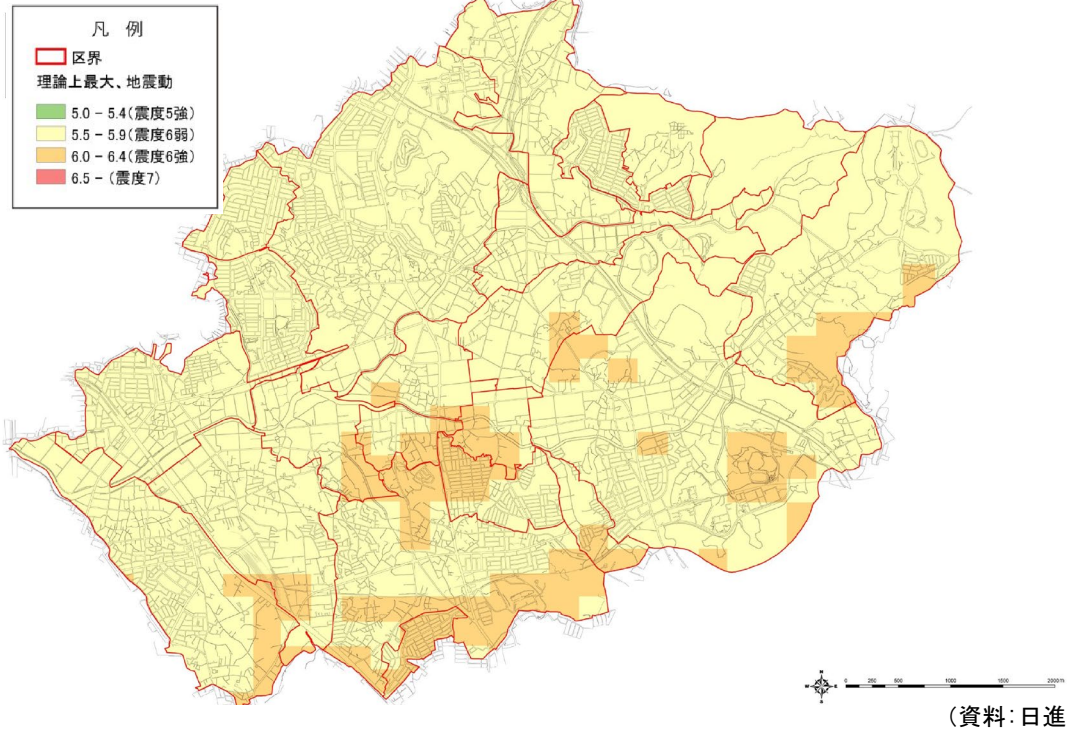 凡 例
区界
理論上最大、地震動
5.0 - 5.4(震度5強)
5.5 - 5.9(震度6弱)
6.0 - 6.4(震度6強)
6.5 - (震度7)
N
W E
S
0 250 500 1000 1500 2000m
(資料:日進